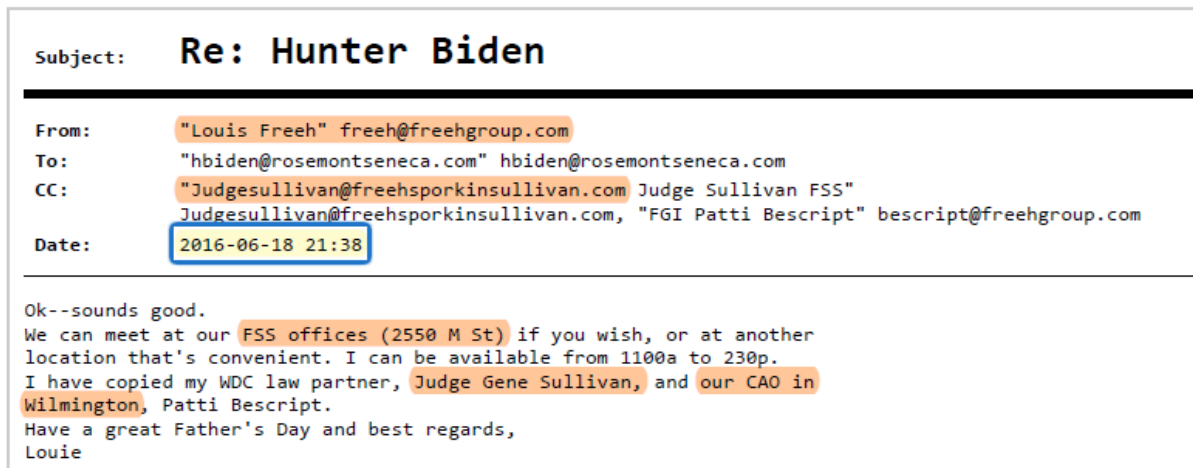 Subject: Re: Hunter Biden
From: "Louis Freeh" freeh@freehgroup.com
To: "hbiden@rosemontseneca.com" hbiden@rosemontseneca.com
CC: "Judgesullivan@freehsporkinsullivan.com Judge Sullivan FSS"
Judgesullivan@freehsporkinsullivan.com, "FGI Patti Bescript" bescript@freehgroup.com
Date: 2016-06-18 21:38
Ok--sounds good.
We can meet at our FSS offices (2550 M St) if you wish, or at another
location that's convenient. I can be available from 1100a to 230p.
I have copied my WDC law partner, Judge Gene Sullivan, and our CAO in
Wilmington, Patti Bescript.
Have a great Father's Day and best regards,
Louie